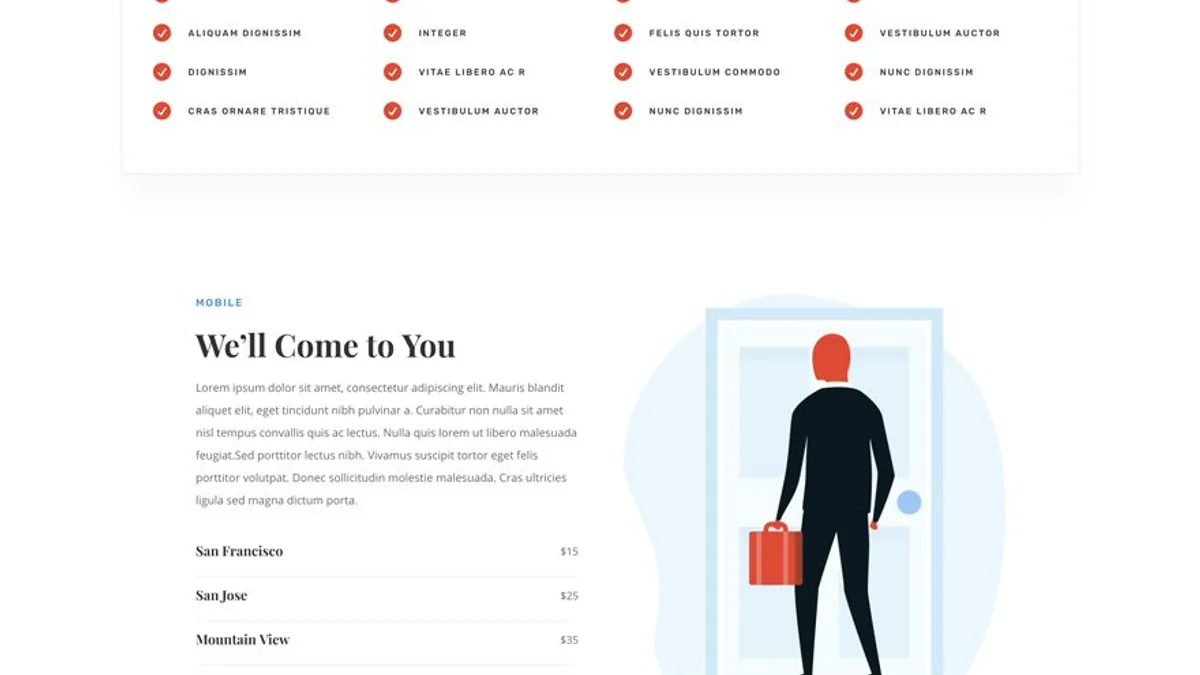 ALIQUAM DIGNISSIM INTEGER FELIS QUIS TORTOR VESTIBULUM AUCTOR
DIGNISSIM VITAE LIBERO AC R VESTIBULUM COMMODO NUNC DIGNISSIM
CRAS ORNARE TRISTIQUE VESTIBULUM AUCTOR NUNC DIGNISSIM VITAE LIBERO AC R
MOBILE
We’ll Come to You
Lorem ipsum dolor sit amet, consectetur adipiscing elit. Mauris blandit
aliquet elit, eget tincidunt nibh pulvinar a. Curabitur non nulla sit amet
nisl tempus convallis quis ac lectus. Nulla quis lorem ut libero malesuada
feugiat.Sed porttitor lectus nibh. Vivamus suscipit tortor eget felis
porttitor volutpat. Donec sollicitudin molestie malesuada. Cras ultricies
ligula sed magna dictum porta.
San Francisco $15
San Jose $25
Mountain View $35